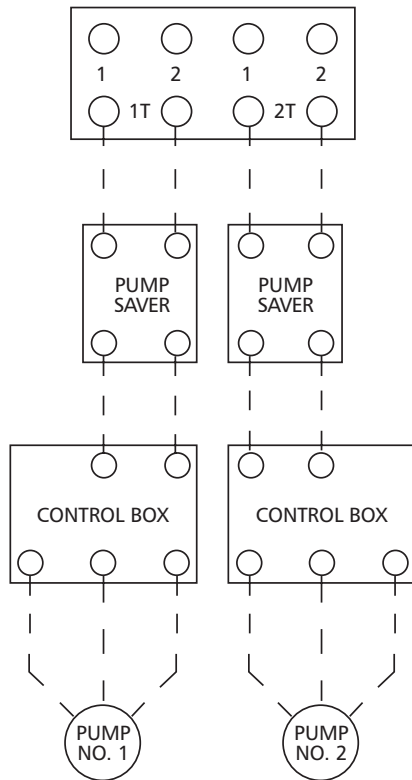 1 2 1 2
1T 2T
PUMP
SAVER
PUMP
SAVER
CONTROL BOX
CONTROL BOX
PUMP
NO. 1
PUMP
NO. 2